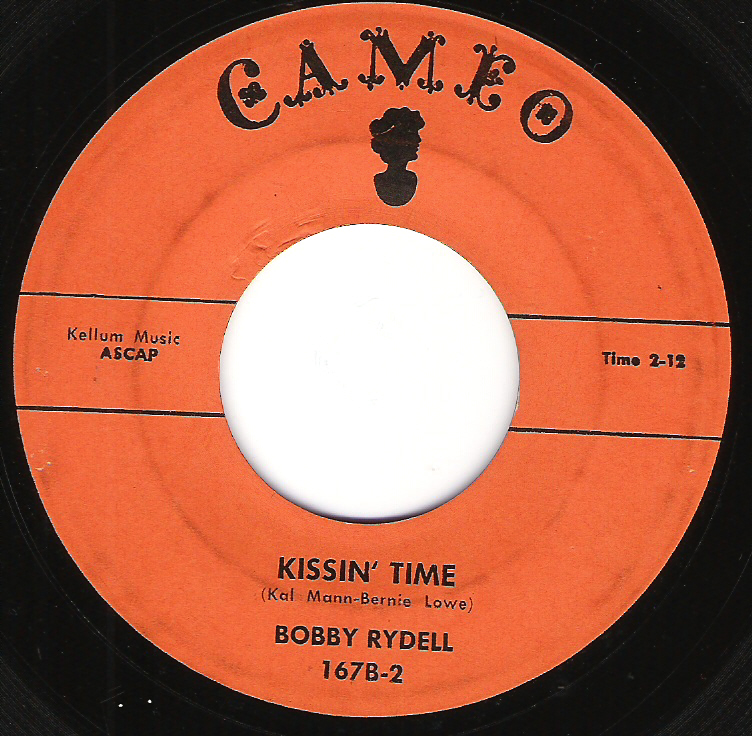 CAMEO
Kellum Music
ASCAP
Time 2-12
KISSIN' TIME
(Kal Mann-Bernie Lowe)
BOBBY RYDELL
167B-2